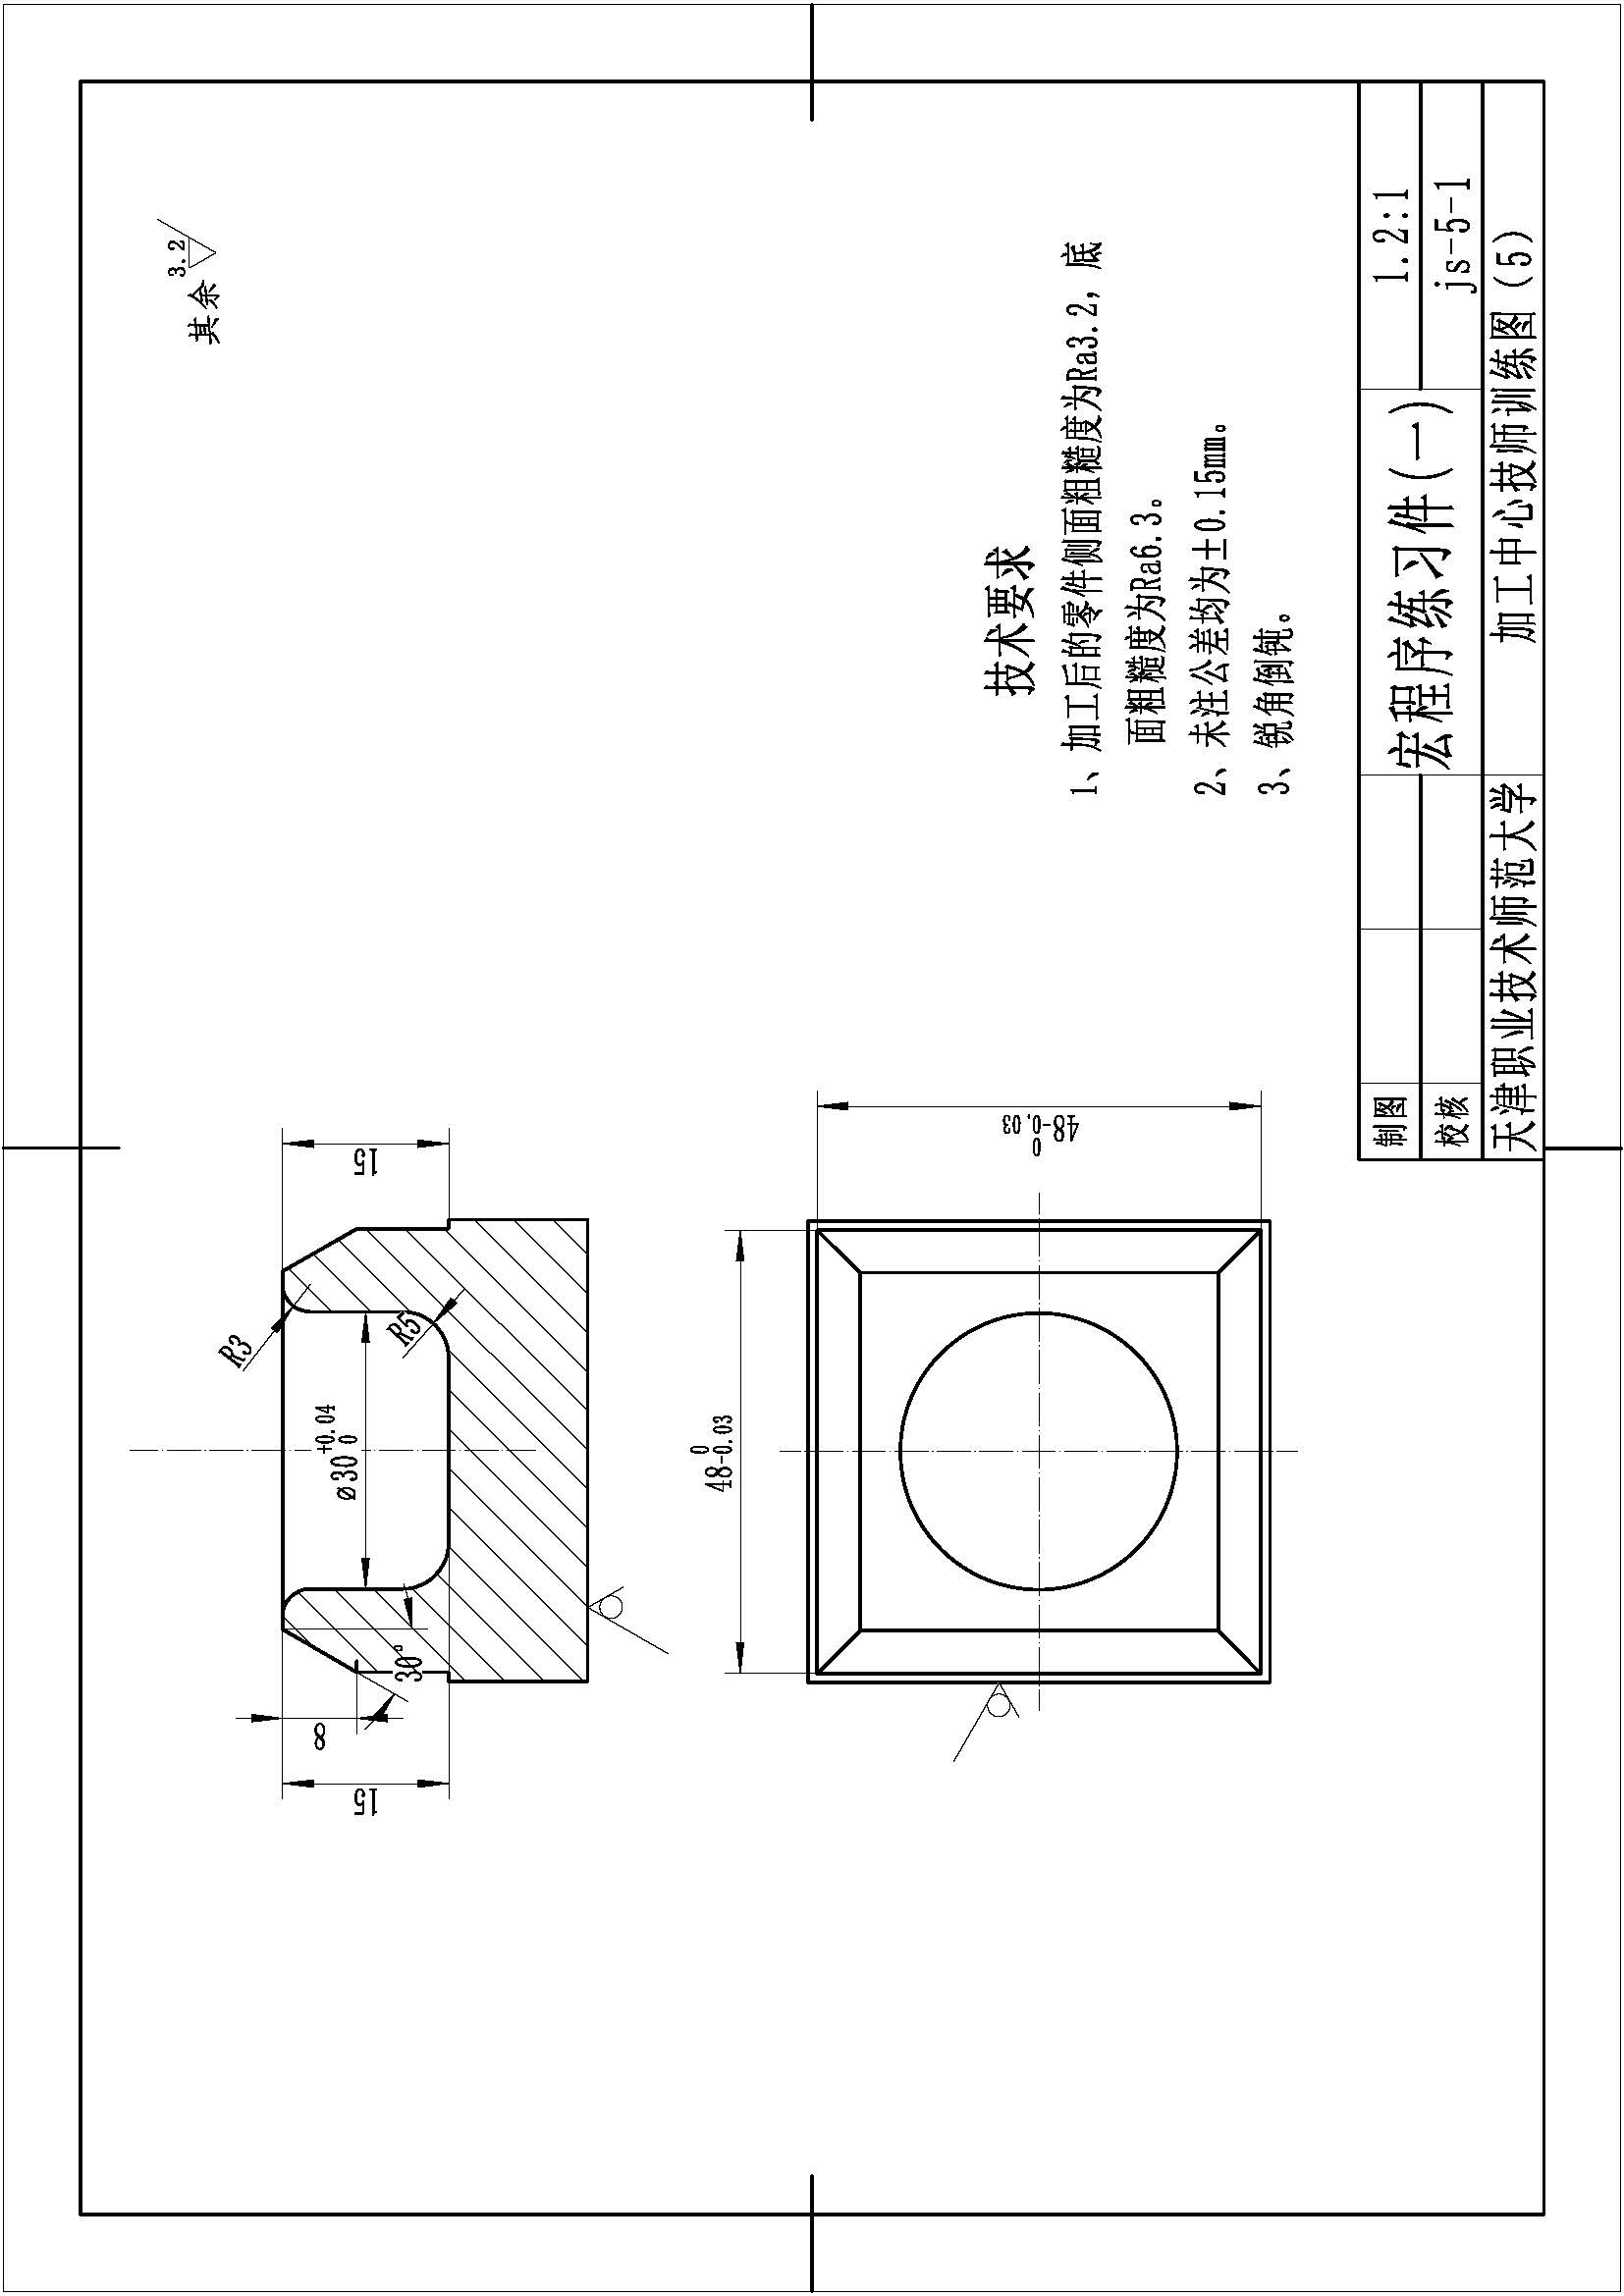 其余 3.2
15
R3
R5
ø30 +0.04 0
30°
8
15
48 0 -0.03
48 0 -0.03
技术要求
1、加工后的零件侧面粗糙度为Ra3.2，底
面粗糙度为Ra6.3。
2、未注公差均为±0.15mm。
3、锐角倒钝。
制图
宏程序练习件(一)
1.2:1
校核
js-5-1
天津职业技术师范大学
加工中心技师训练图(5)